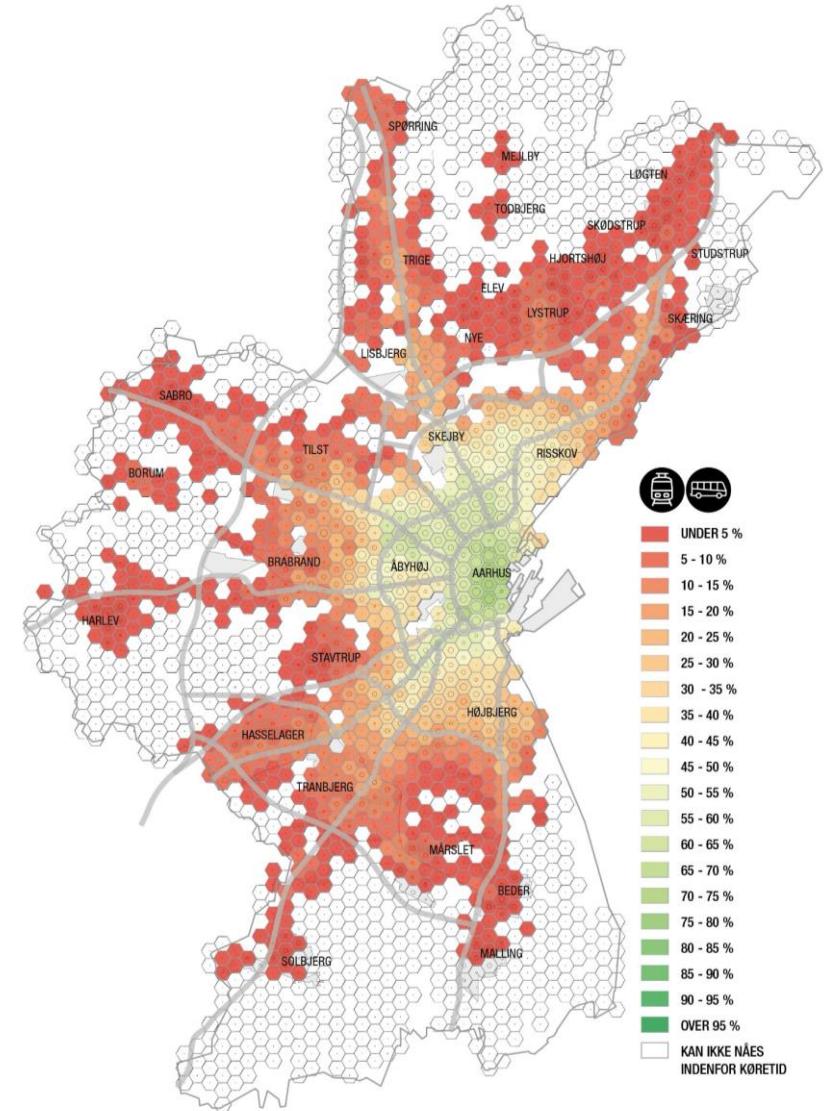 SPØRRING
MEJLBY
LØGTEN
TODBJERG
SKØDSTRUP
STUDSTRUP
HJORTSHØJ
TRIGE
ELEV
LYSTRUP
SKÆRING
NYE
LISBJERG
SABRO
SKEJBY
TILST
RISSKOV
BORUM
BRABRAND
ÅBYHØJ
AARHUS
HARLEV
STAVTRUP
HØJBJERG
HASSELAGER
TRANBJERG
MÅRSLET
BEDER
MALLING
SOLBJERG
UNDER 5 %
5 - 10 %
10 - 15 %
15 - 20 %
20 - 25 %
25 - 30 %
30 - 35 %
35 - 40 %
40 - 45 %
45 - 50 %
50 - 55 %
55 - 60 %
60 - 65 %
65 - 70 %
70 - 75 %
75 - 80 %
80 - 85 %
85 - 90 %
90 - 95 %
OVER 95 %
KAN IKKE NÅES
INDENFOR KØRETID